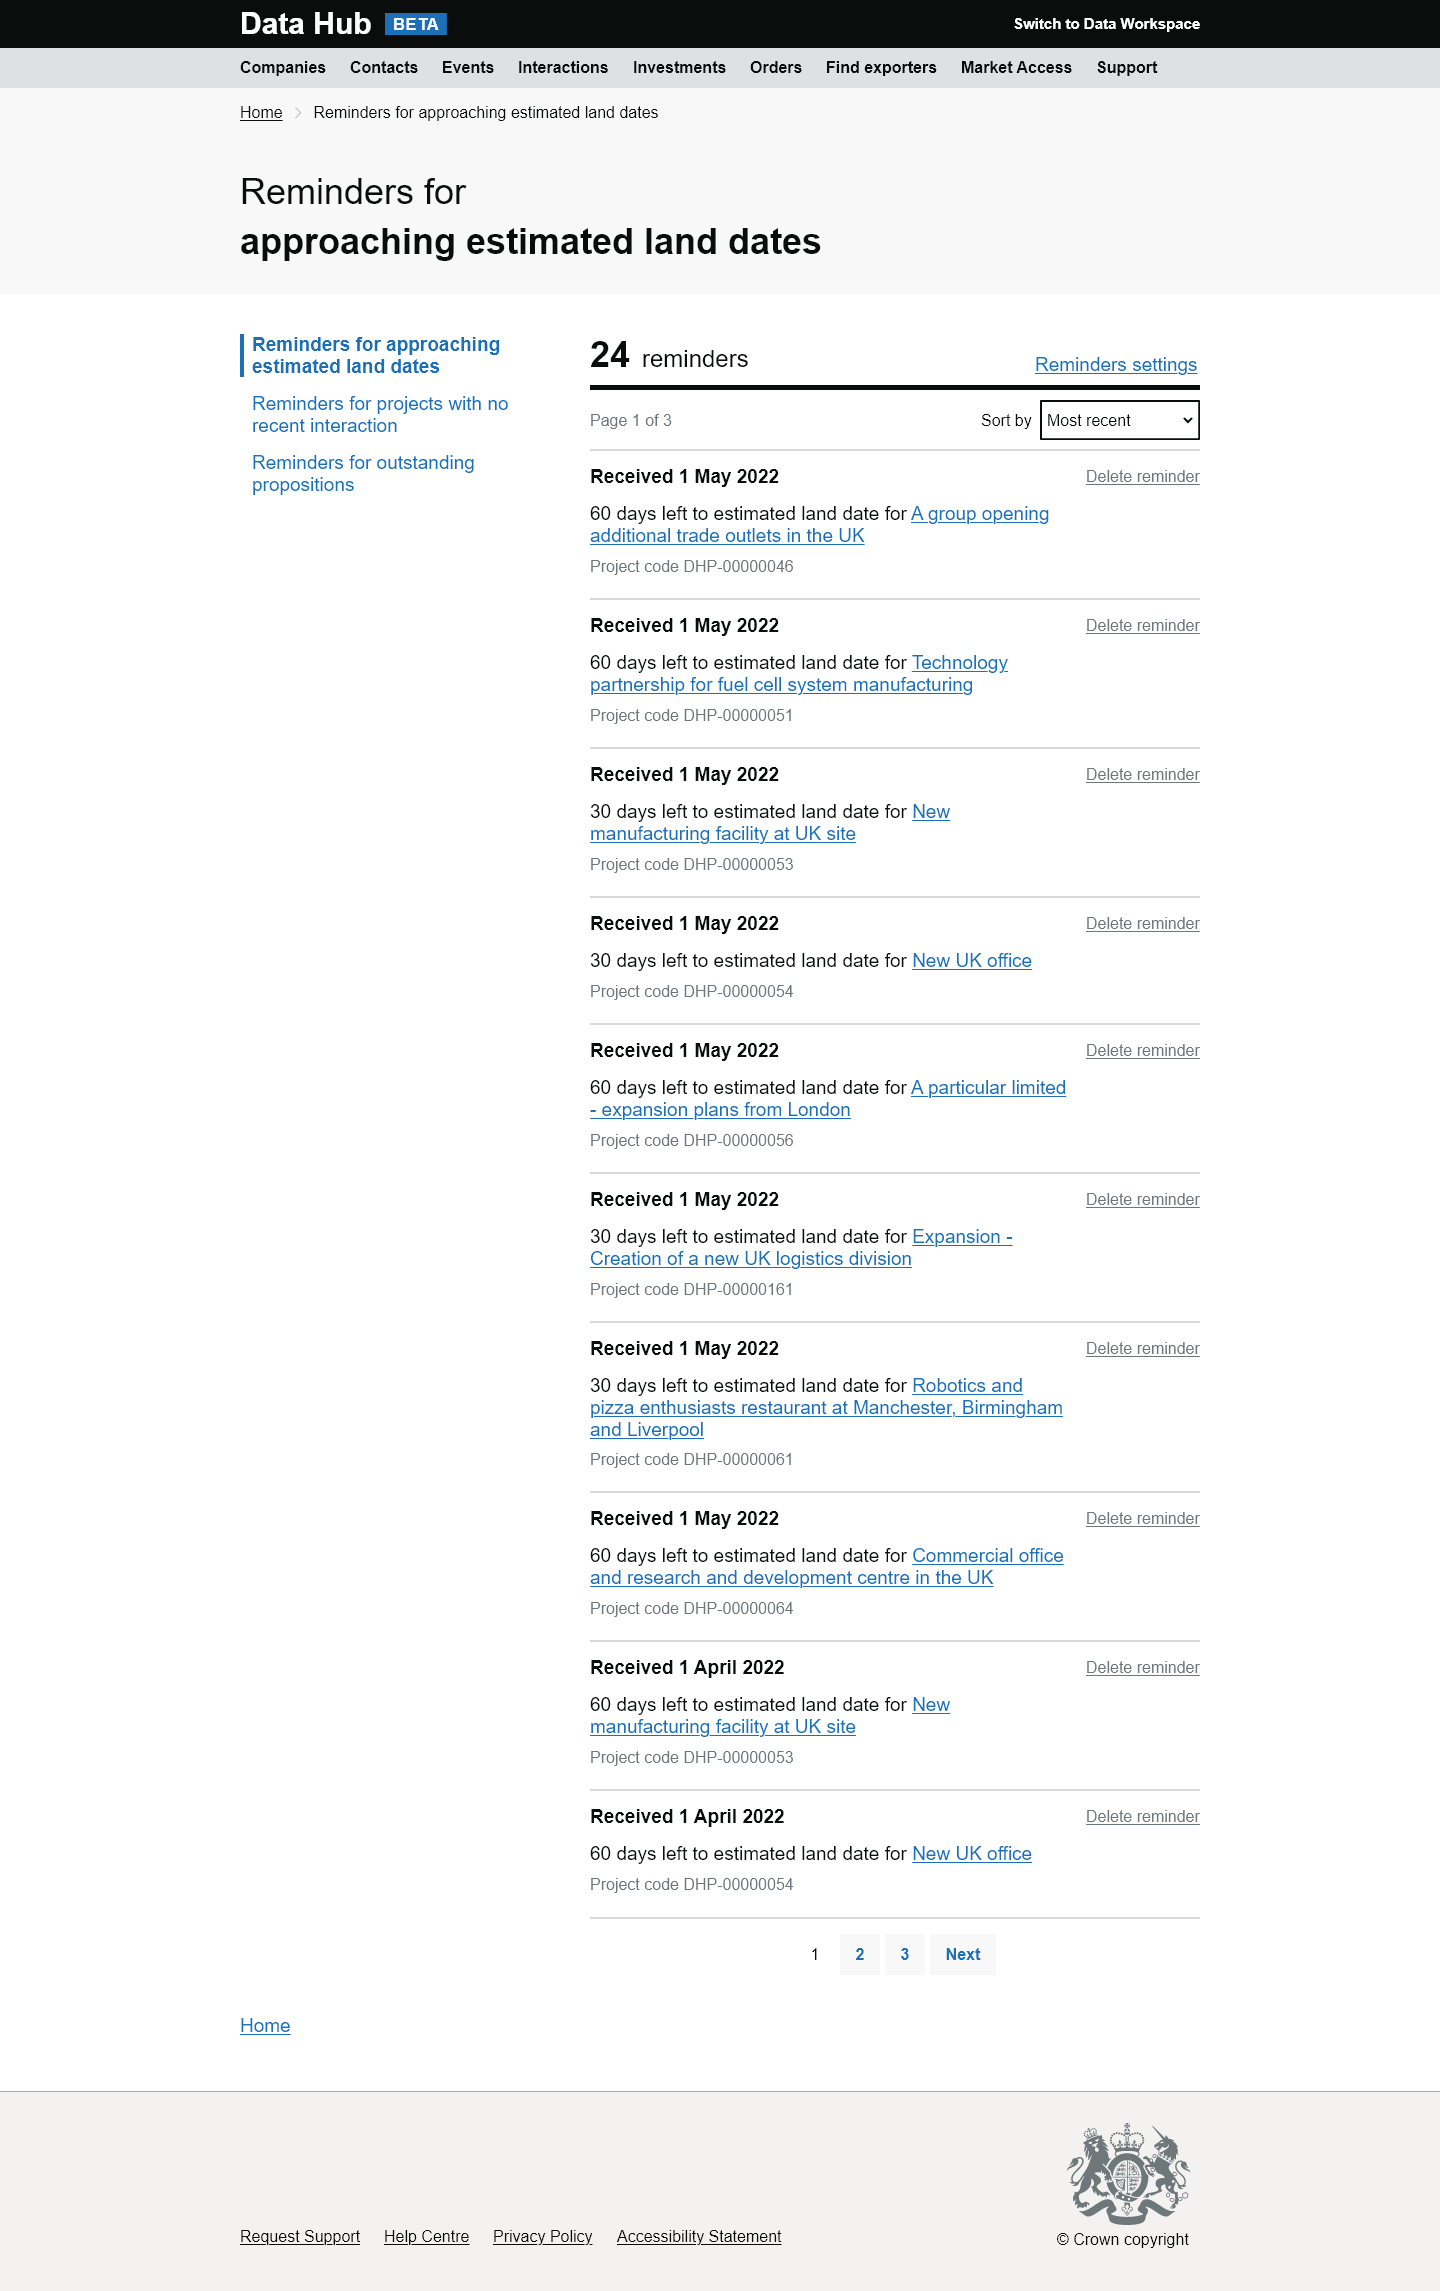 Data Hub BETA Switch to Data Workspace
Companies Contacts Events Interactions Investments Orders Find exporters Market Access Support
Home Reminders for approaching estimated land dates
Reminders for
approaching estimated land dates
Reminders for approaching
estimated land dates
Reminders for projects with no
recent interaction
Reminders for outstanding
propositions
24 reminders Reminders settings
Page 1 of 3 Sort by Most recent
Received 1 May 2022 Delete reminder
60 days left to estimated land date for A group opening
additional trade outlets in the UK
Project code DHP-00000046
Received 1 May 2022 Delete reminder
60 days left to estimated land date for Technology
partnership for fuel cell system manufacturing
Project code DHP-00000051
Received 1 May 2022 Delete reminder
30 days left to estimated land date for New
manufacturing facility at UK site
Project code DHP-00000053
Received 1 May 2022 Delete reminder
30 days left to estimated land date for New UK office
Project code DHP-00000054
Received 1 May 2022 Delete reminder
60 days left to estimated land date for A particular limited
- expansion plans from London
Project code DHP-00000056
Received 1 May 2022 Delete reminder
30 days left to estimated land date for Expansion -
Creation of a new UK logistics division
Project code DHP-00000161
Received 1 May 2022 Delete reminder
30 days left to estimated land date for Robotics and
pizza enthusiasts restaurant at Manchester, Birmingham
and Liverpool
Project code DHP-00000061
Received 1 May 2022 Delete reminder
60 days left to estimated land date for Commercial office
and research and development centre in the UK
Project code DHP-00000064
Received 1 April 2022 Delete reminder
60 days left to estimated land date for New
manufacturing facility at UK site
Project code DHP-00000053
Received 1 April 2022 Delete reminder
60 days left to estimated land date for New UK office
Project code DHP-00000054
1 2 3 Next
Home
Request Support Help Centre Privacy Policy Accessibility Statement © Crown copyright